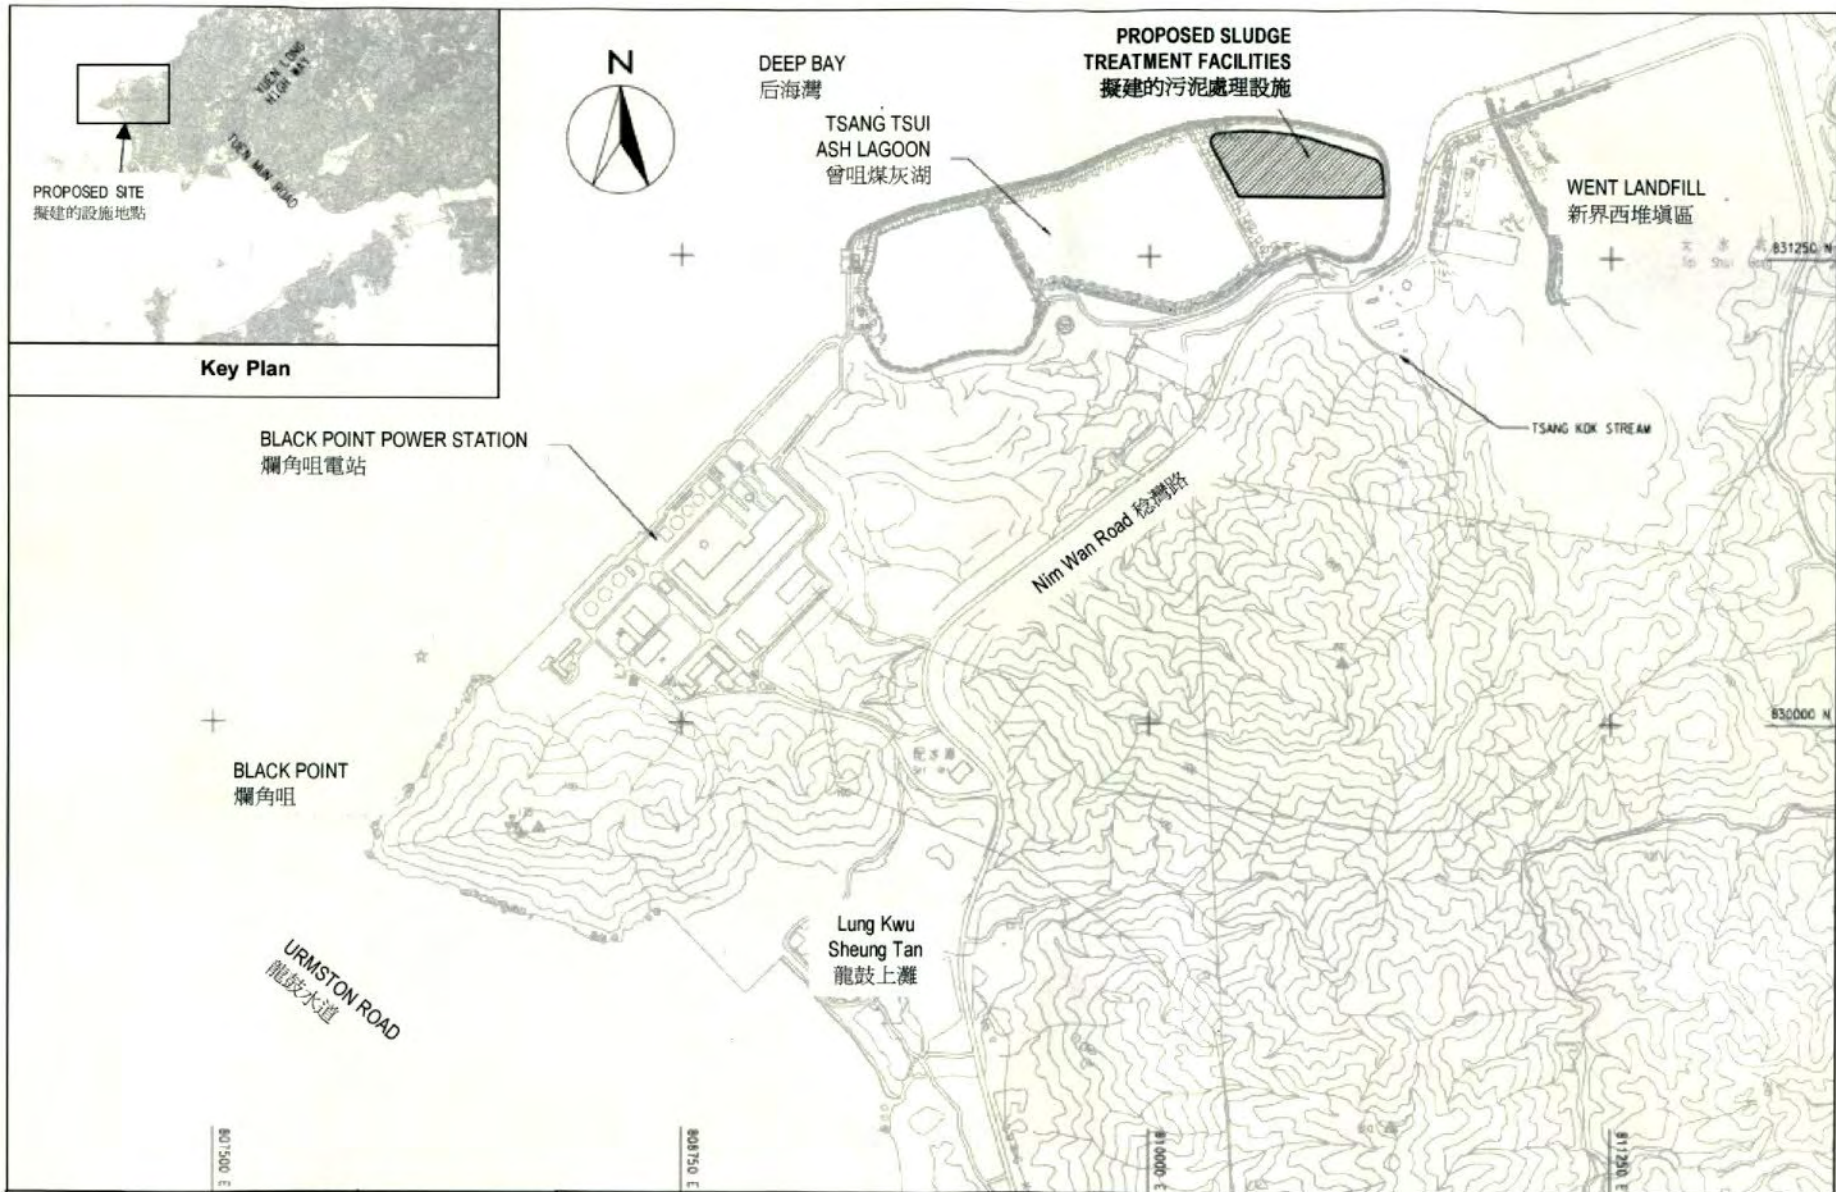 YUEN LONG
HIGH WAY
TUEN MUN ROAD
PROPOSED SITE
擬建的設施地點
Key Plan
N
DEEP BAY
后海灣
TSANG TSUI
ASH LAGOON
曾咀煤灰湖
PROPOSED SLUDGE
TREATMENT FACILITIES
擬建的污泥處理設施
WENT LANDFILL
新界西堆填區
831250 N
TSANG KOK STREAM
BLACK POINT POWER STATION
爛角咀電站
Nim Wan Road 稔灣路
830000 N
BLACK POINT
爛角咀
配水庫
Lung Kwu
Sheung Tan
龍鼓上灘
URMSTON ROAD
龍鼓水道
807500 E
808750 E
810000 E
811250 E